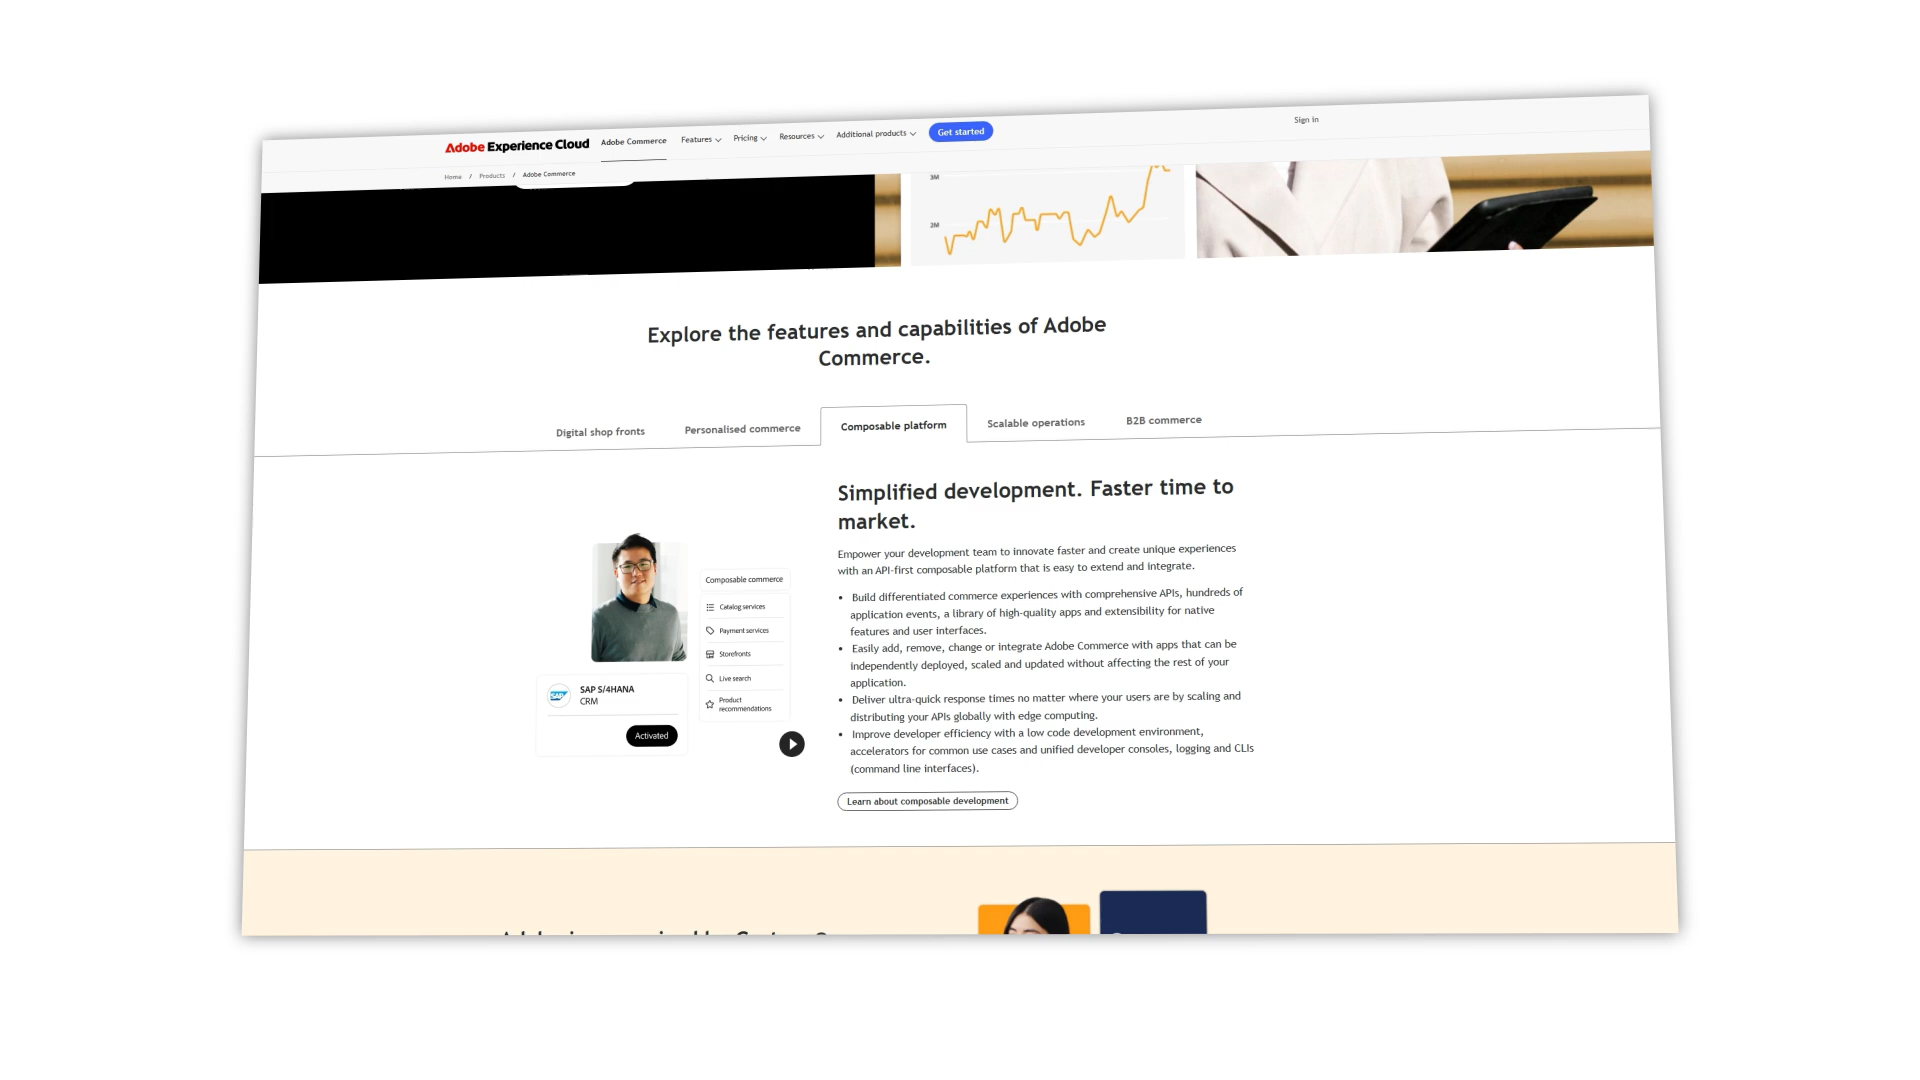 Adobe Experience Cloud
Adobe Commerce
Features
Pricing
Resources
Additional products
Get started
Sign in
Home / Products / Adobe Commerce
3M
2M
Explore the features and capabilities of Adobe
Commerce.
Digital shop fronts
Personalised commerce
Composable platform
Scalable operations
B2B commerce
Simplified development. Faster time to
market.
Empower your development team to innovate faster and create unique experiences
with an API-first composable platform that is easy to extend and integrate.
• Build differentiated commerce experiences with comprehensive APIs, hundreds of
application events, a library of high-quality apps and extensibility for native
features and user interfaces.
• Easily add, remove, change or integrate Adobe Commerce with apps that can be
independently deployed, scaled and updated without affecting the rest of your
application.
• Deliver ultra-quick response times no matter where your users are by scaling and
distributing your APIs globally with edge computing.
• Improve developer efficiency with a low code development environment,
accelerators for common use cases and unified developer consoles, logging and CLIs
(command line interfaces).
Learn about composable development
Composable commerce
Catalog services
Payment services
Storefronts
Live search
Product
recommendations
SAP
SAP S/4HANA
CRM
Activated